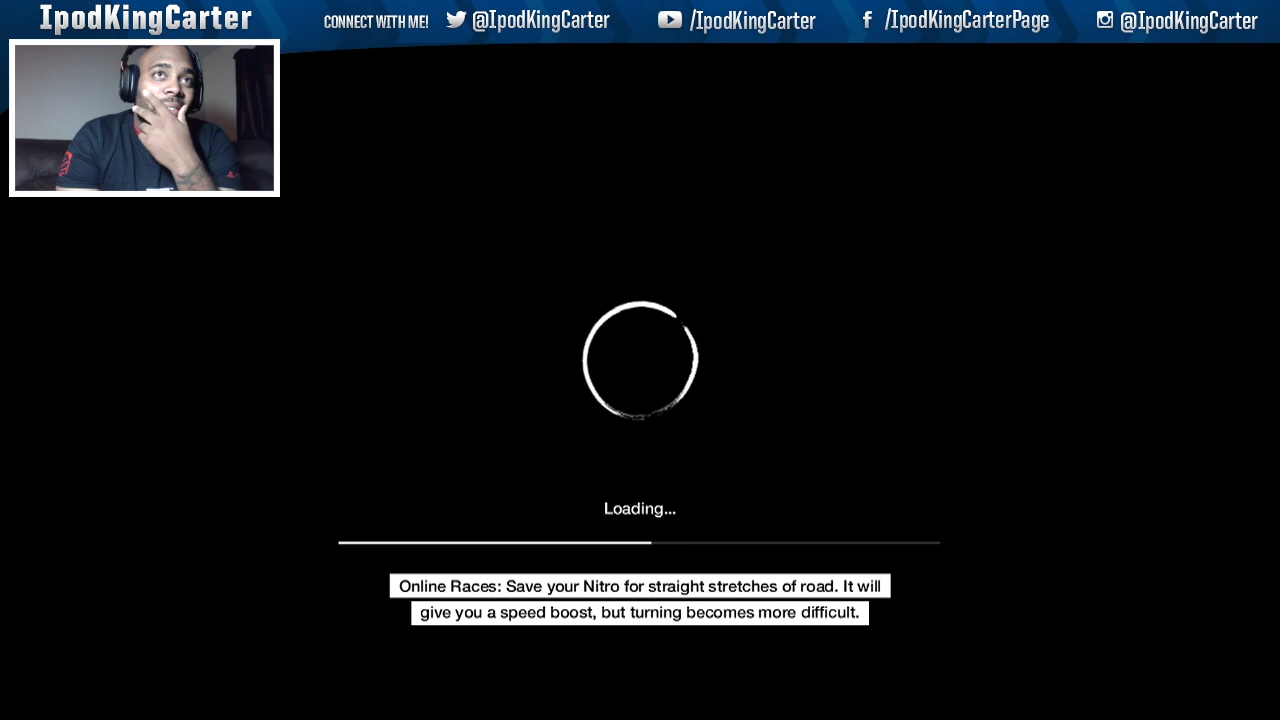 IpodKingCarter
CONNECT WITH ME! @IpodKingCarter /IpodKingCarter /IpodKingCarterPage @IpodKingCarter
Loading...
Online Races: Save your Nitro for straight stretches of road. It will
give you a speed boost, but turning becomes more difficult.